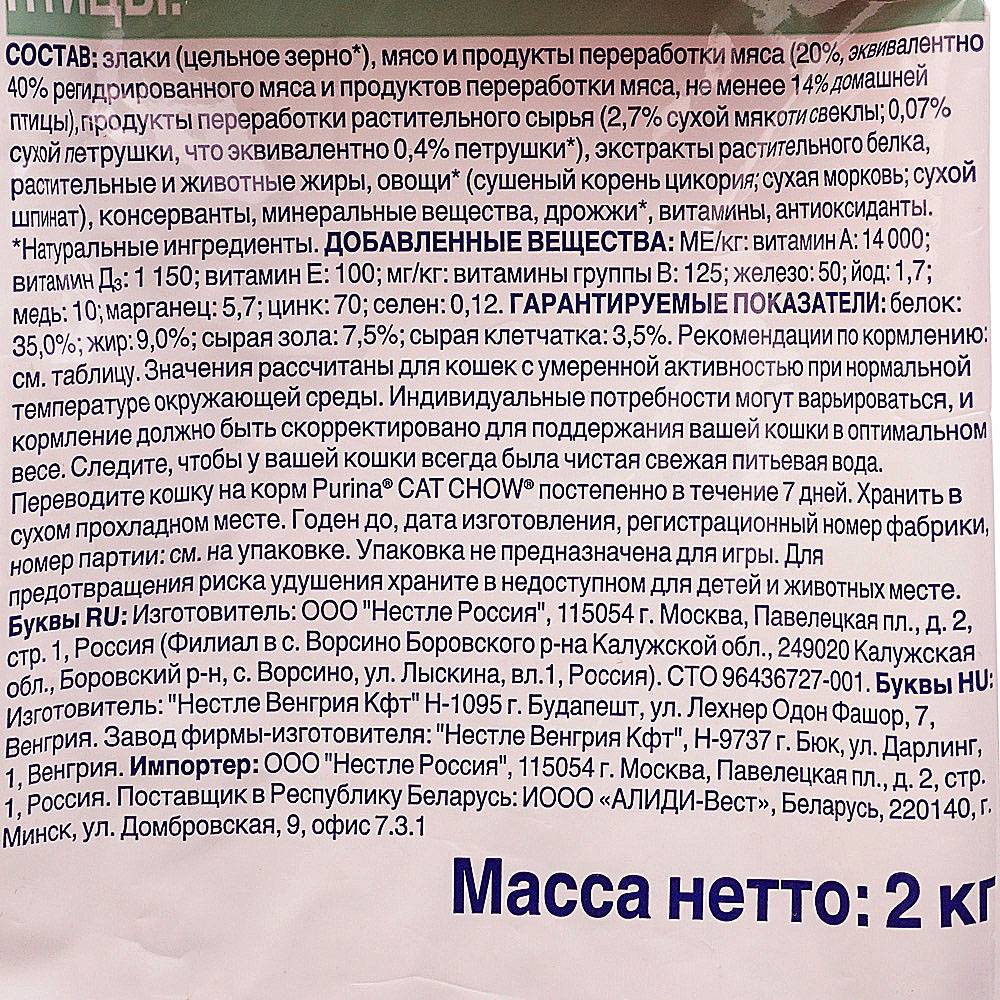 ПТИЦЫ.
СОСТАВ: злаки (цельное зерно*), мясо и продукты переработки мяса (20%, эквивалентно
40% регидрированного мяса и продуктов переработки мяса, не менее 14% домашней
птицы), продукты переработки растительного сырья (2,7% сухой мякоти свеклы; 0,07%
сухой петрушки, что эквивалентно 0,4% петрушки*), экстракты растительного белка,
растительные и животные жиры, овощи* (сушеный корень цикория; сухая морковь; сухой
шпинат), консерванты, минеральные вещества, дрожжи*, витамины, антиоксиданты.
*Натуральные ингредиенты. ДОБАВЛЕННЫЕ ВЕЩЕСТВА: МЕ/кг: витамин А: 14 000;
витамин Д₃: 1 150; витамин Е: 100; мг/кг: витамины группы В: 125; железо: 50; йод: 1,7;
медь: 10; марганец: 5,7; цинк: 70; селен: 0,12. ГАРАНТИРУЕМЫЕ ПОКАЗАТЕЛИ: белок:
35,0%; жир: 9,0%; сырая зола: 7,5%; сырая клетчатка: 3,5%. Рекомендации по кормлению:
см. таблицу. Значения рассчитаны для кошек с умеренной активностью при нормальной
температуре окружающей среды. Индивидуальные потребности могут варьироваться, и
кормление должно быть скорректировано для поддержания вашей кошки в оптимальном
весе. Следите, чтобы у вашей кошки всегда была чистая свежая питьевая вода.
Переводите кошку на корм Purina® CAT CHOW® постепенно в течение 7 дней. Хранить в
сухом прохладном месте. Годен до, дата изготовления, регистрационный номер фабрики,
номер партии: см. на упаковке. Упаковка не предназначена для игры. Для
предотвращения риска удушения храните в недоступном для детей и животных месте.
Буквы RU: Изготовитель: ООО "Нестле Россия", 115054 г. Москва, Павелецкая пл., д. 2,
стр. 1, Россия (Филиал в с. Ворсино Боровского р-на Калужской обл., 249020 Калужская
обл., Боровский р-н, с. Ворсино, ул. Лыскина, вл.1, Россия). СТО 96436727-001. Буквы HU:
Изготовитель: "Нестле Венгрия Кфт" Н-1095 г. Будапешт, ул. Лехнер Одон Фашор, 7,
Венгрия. Завод фирмы-изготовителя: "Нестле Венгрия Кфт", Н-9737 г. Бюк, ул. Дарлинг,
1, Венгрия. Импортер: ООО "Нестле Россия", 115054 г. Москва, Павелецкая пл., д. 2, стр.
1, Россия. Поставщик в Республику Беларусь: ИООО «АЛИДИ-Вест», Беларусь, 220140, г.
Минск, ул. Домбровская, 9, офис 7.3.1
Масса нетто: 2 кг